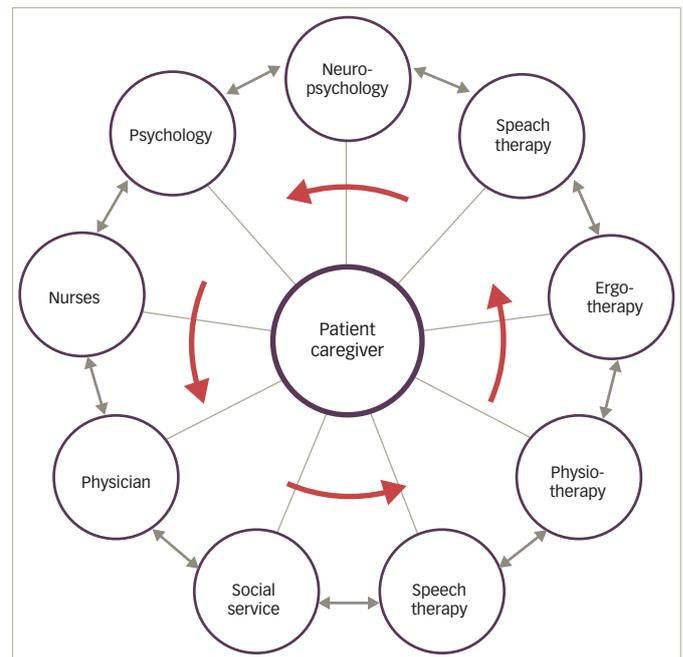 Neuro-
psychology
Speach
therapy
Psychology
Ergo-
therapy
Nurses
Patient
caregiver
Physio-
therapy
Physician
Social
service
Speech
therapy